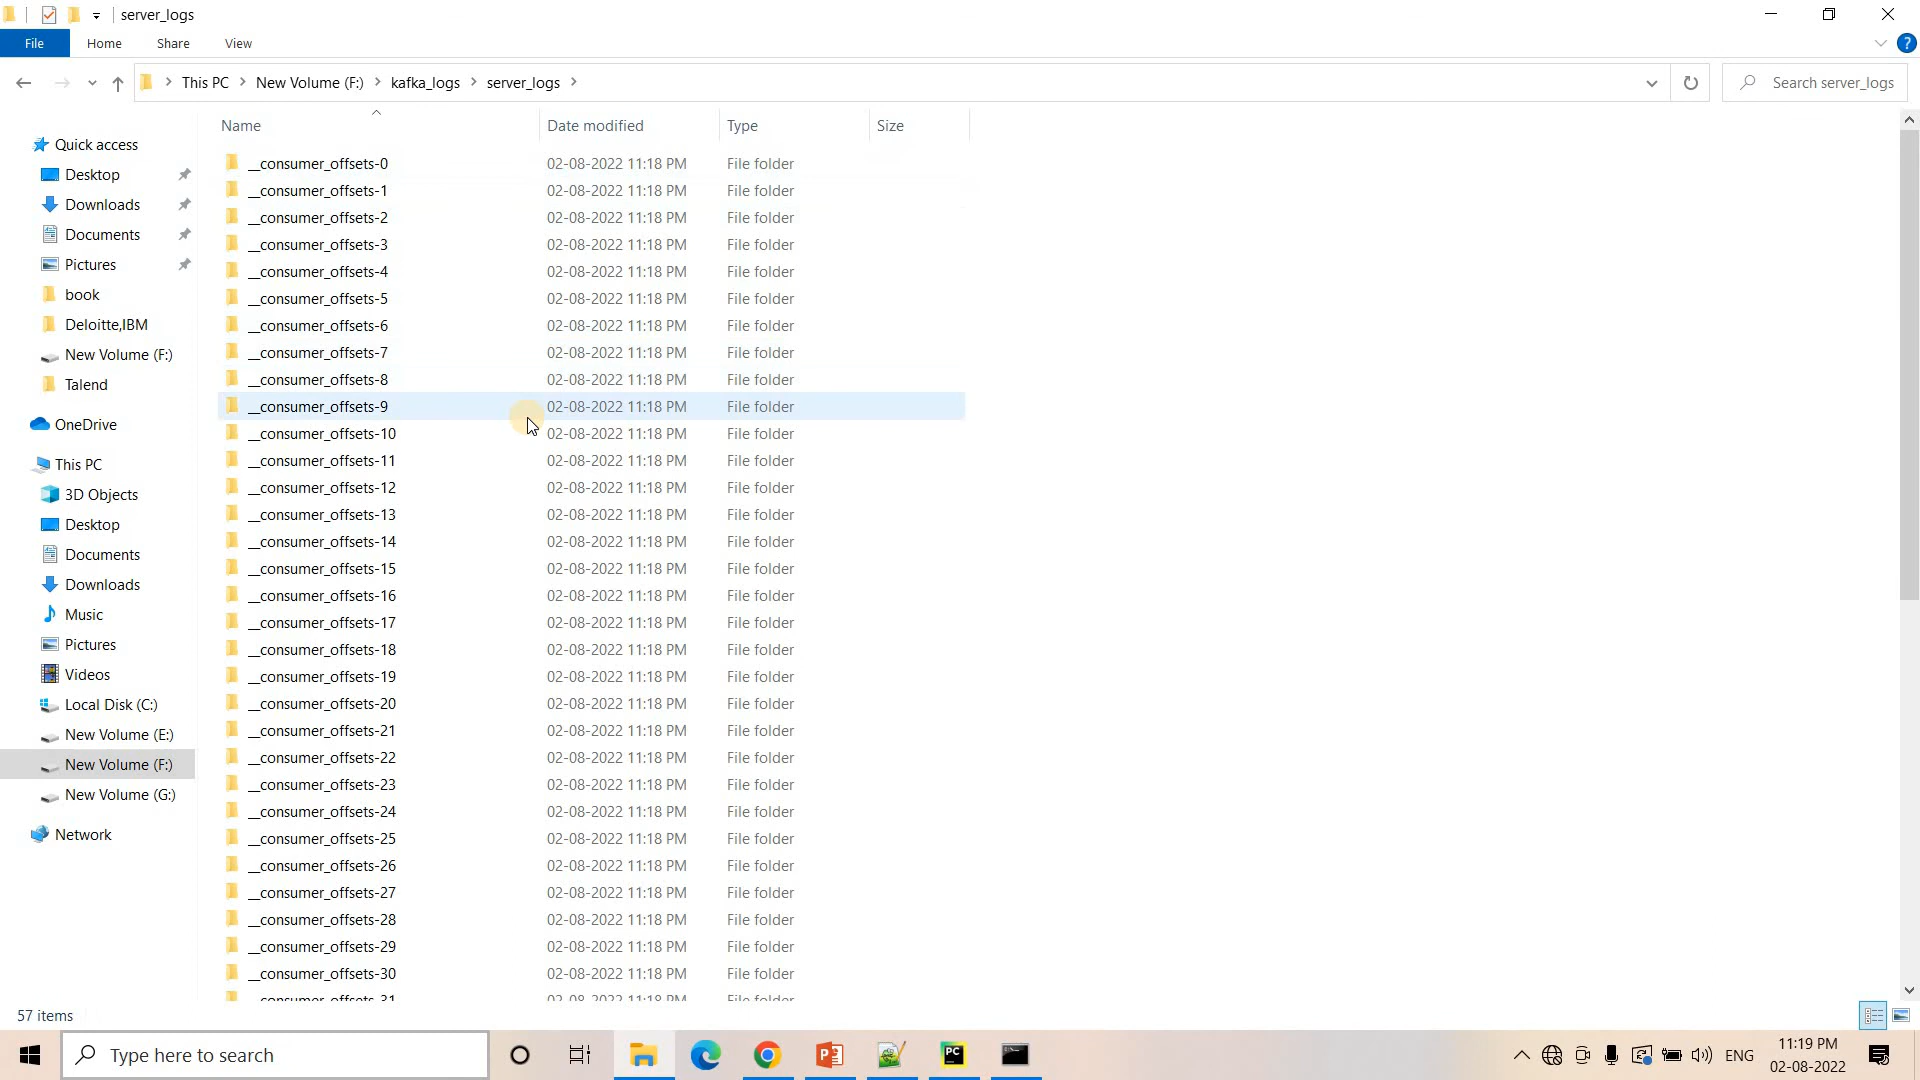 server_logs
File Home Share View
This PC New Volume (F:) kafka_logs server_logs
Search server_logs
Name Date modified Type Size
Quick access
Desktop
Downloads
Documents
Pictures
book
Deloitte,IBM
New Volume (F:)
Talend
OneDrive
This PC
3D Objects
Desktop
Documents
Downloads
Music
Pictures
Videos
Local Disk (C:)
New Volume (E:)
New Volume (F:)
New Volume (G:)
Network
__consumer_offsets-0 02-08-2022 11:18 PM File folder
__consumer_offsets-1 02-08-2022 11:18 PM File folder
__consumer_offsets-2 02-08-2022 11:18 PM File folder
__consumer_offsets-3 02-08-2022 11:18 PM File folder
__consumer_offsets-4 02-08-2022 11:18 PM File folder
__consumer_offsets-5 02-08-2022 11:18 PM File folder
__consumer_offsets-6 02-08-2022 11:18 PM File folder
__consumer_offsets-7 02-08-2022 11:18 PM File folder
__consumer_offsets-8 02-08-2022 11:18 PM File folder
__consumer_offsets-9 02-08-2022 11:18 PM File folder
__consumer_offsets-10 02-08-2022 11:18 PM File folder
__consumer_offsets-11 02-08-2022 11:18 PM File folder
__consumer_offsets-12 02-08-2022 11:18 PM File folder
__consumer_offsets-13 02-08-2022 11:18 PM File folder
__consumer_offsets-14 02-08-2022 11:18 PM File folder
__consumer_offsets-15 02-08-2022 11:18 PM File folder
__consumer_offsets-16 02-08-2022 11:18 PM File folder
__consumer_offsets-17 02-08-2022 11:18 PM File folder
__consumer_offsets-18 02-08-2022 11:18 PM File folder
__consumer_offsets-19 02-08-2022 11:18 PM File folder
__consumer_offsets-20 02-08-2022 11:18 PM File folder
__consumer_offsets-21 02-08-2022 11:18 PM File folder
__consumer_offsets-22 02-08-2022 11:18 PM File folder
__consumer_offsets-23 02-08-2022 11:18 PM File folder
__consumer_offsets-24 02-08-2022 11:18 PM File folder
__consumer_offsets-25 02-08-2022 11:18 PM File folder
__consumer_offsets-26 02-08-2022 11:18 PM File folder
__consumer_offsets-27 02-08-2022 11:18 PM File folder
__consumer_offsets-28 02-08-2022 11:18 PM File folder
__consumer_offsets-29 02-08-2022 11:18 PM File folder
__consumer_offsets-30 02-08-2022 11:18 PM File folder
__consumer_offsets-31 02-08-2022 11:18 PM File folder
57 items
Type here to search
ENG
11:19 PM
02-08-2022